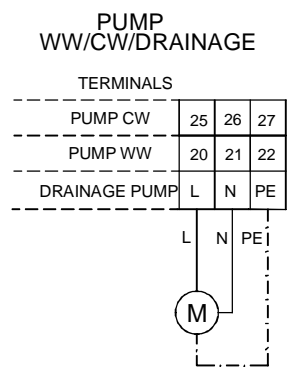 PUMP
WW/CW/DRAINAGE
TERMINALS
PUMP CW 25 26 27
PUMP WW 20 21 22
DRAINAGE PUMP L N PE
L N PE
M